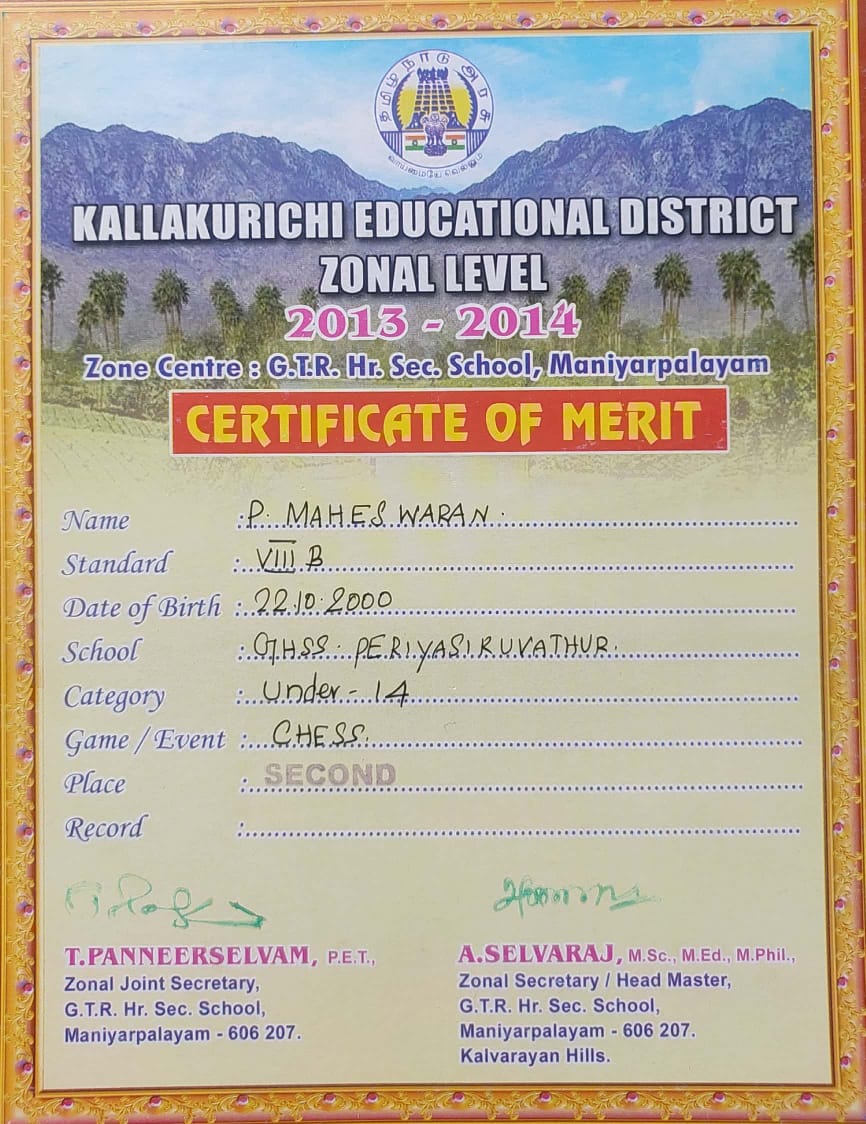 தமிழ்நாடு அரசு
வாய்மையே வெல்லும்
KALLAKURICHI EDUCATIONAL DISTRICT
ZONAL LEVEL
2013 - 2014
Zone Centre : G.T.R. Hr. Sec. School, Maniyarpalayam
CERTIFICATE OF MERIT
Name : P. MAHESWARAN.
Standard : VIII B
Date of Birth : 22.10.2000
School : GHSS. PERIYASIRUVATHUR.
Category : Under - 14
Game / Event : CHESS.
Place : SECOND
Record :
T.PANNEERSELVAM, P.E.T.,
Zonal Joint Secretary,
G.T.R. Hr. Sec. School,
Maniyarpalayam - 606 207.
A.SELVARAJ, M.Sc., M.Ed., M.Phil.,
Zonal Secretary / Head Master,
G.T.R. Hr. Sec. School,
Maniyarpalayam - 606 207.
Kalvarayan Hills.